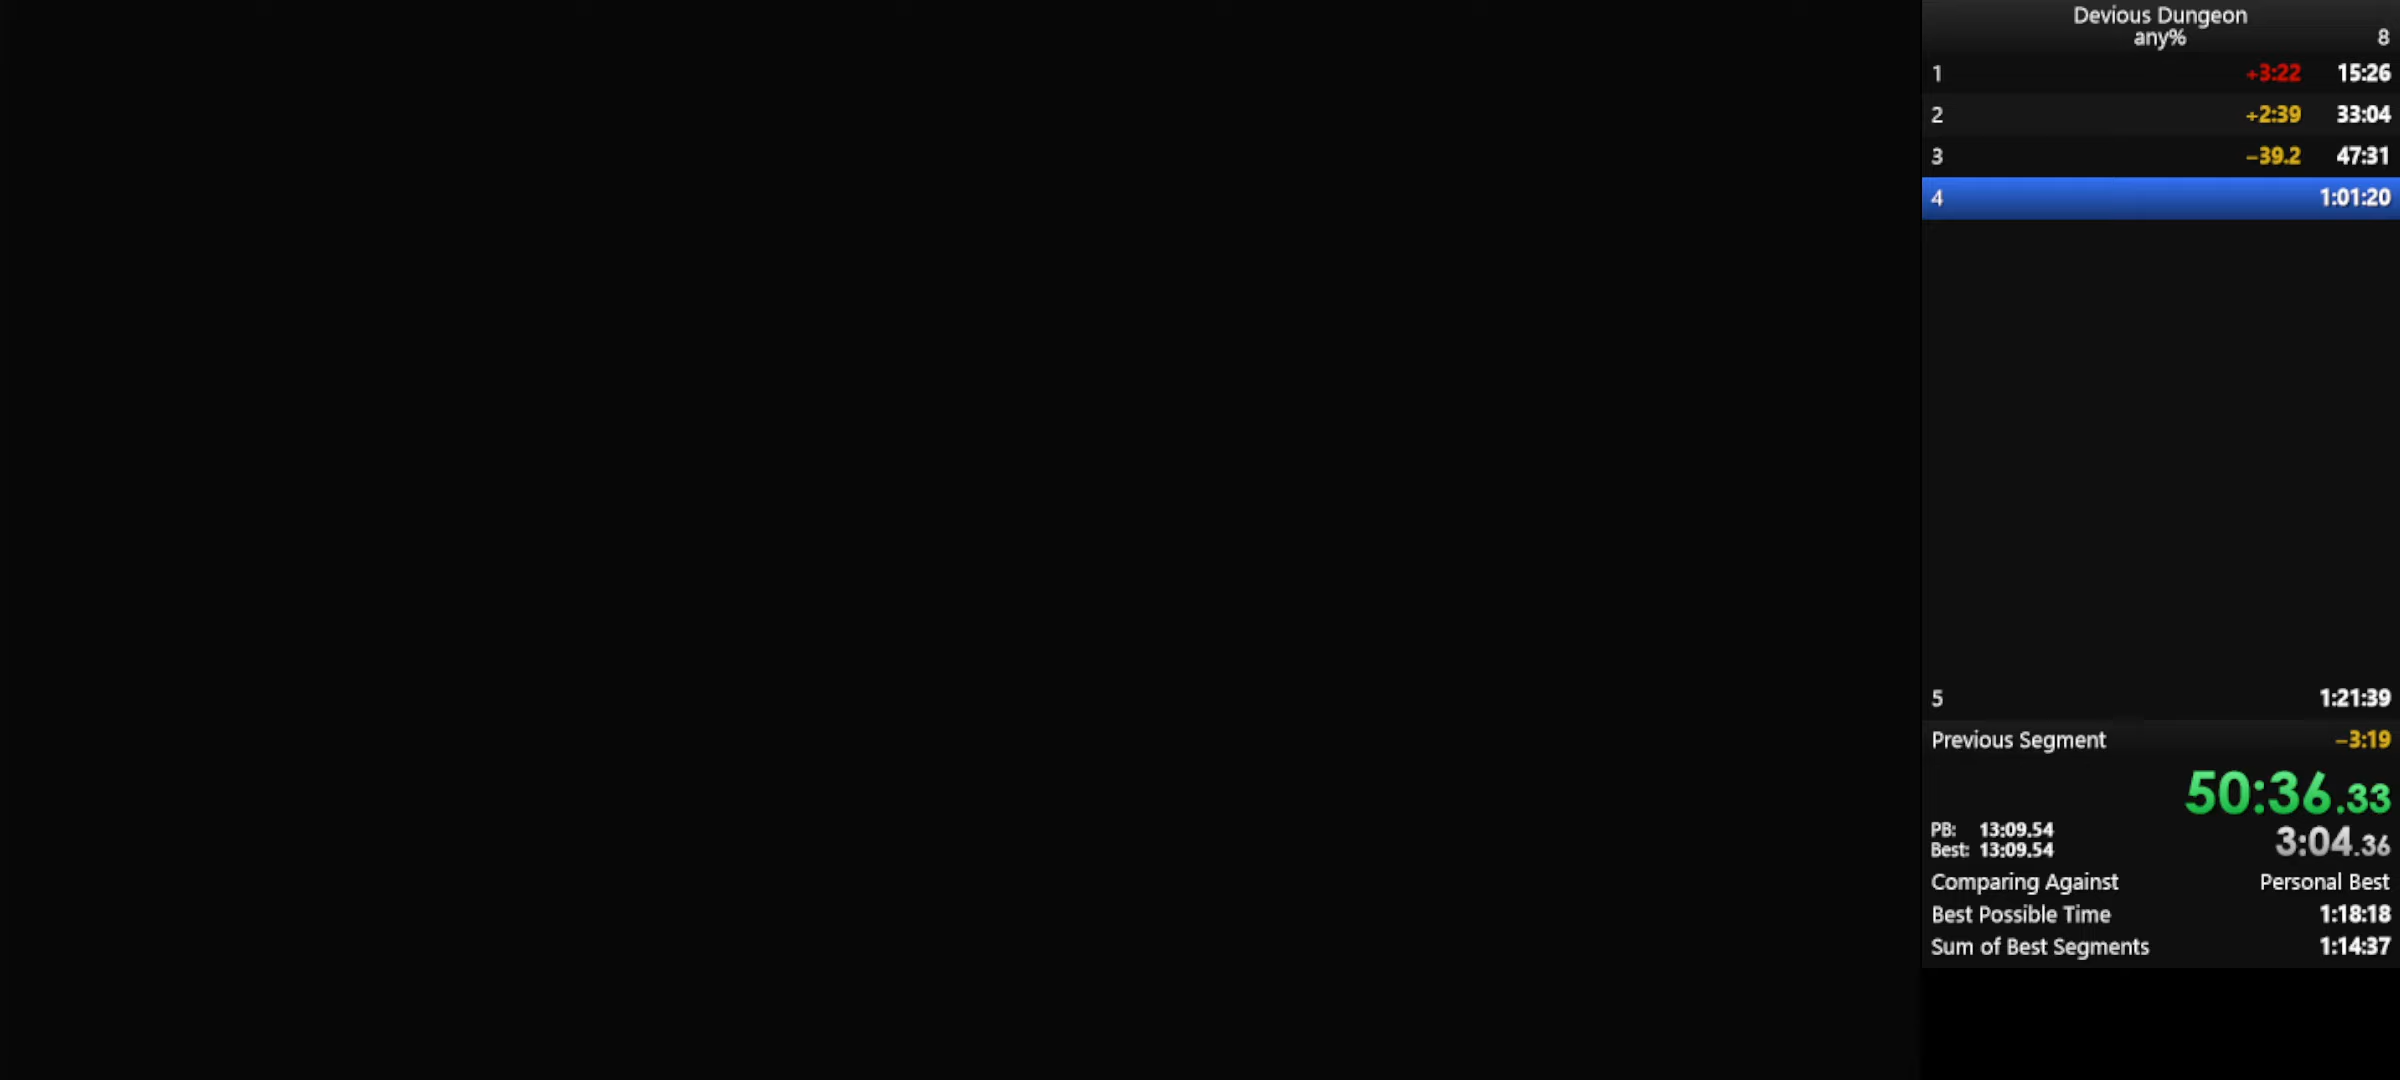 Devious Dungeon
any% 8
1 +3:22 15:26
2 +2:39 33:04
3 −39.2 47:31
4 1:01:20
5 1:21:39
Previous Segment −3:19
50:36.33
PB: 13:09.54 3:04.36
Best: 13:09.54
Comparing Against Personal Best
Best Possible Time 1:18:18
Sum of Best Segments 1:14:37